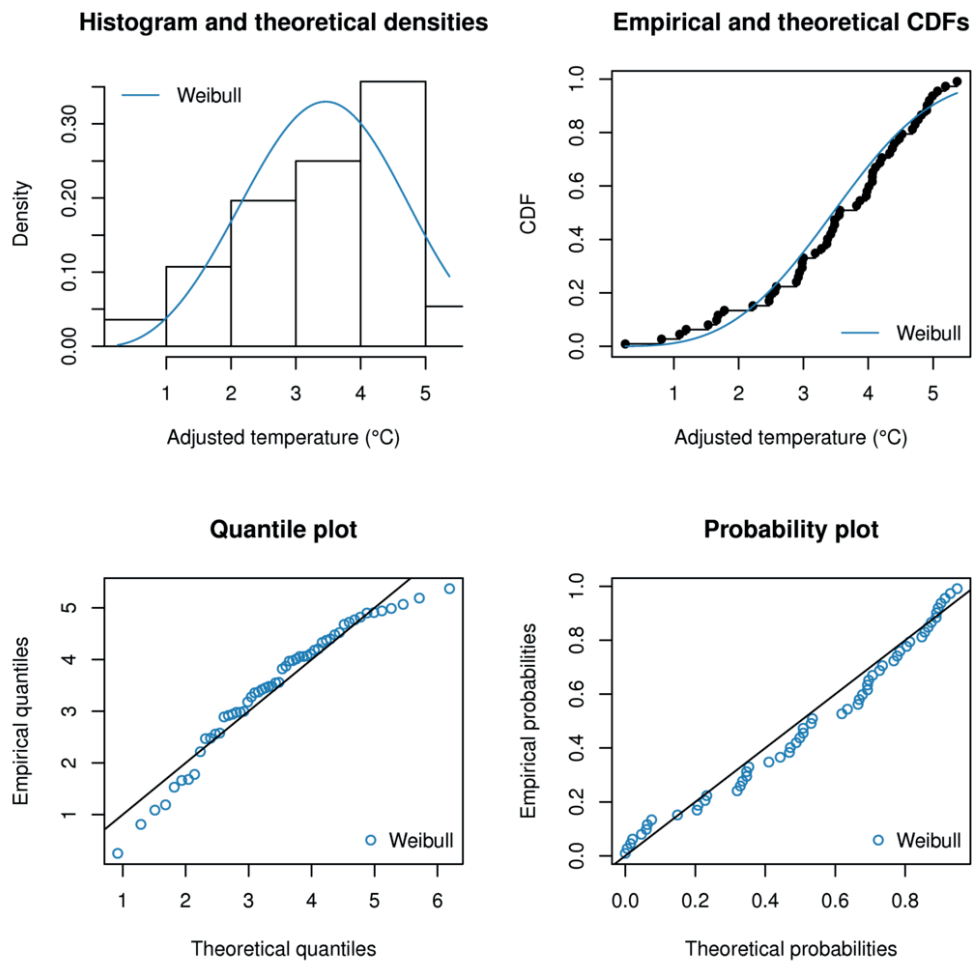 Histogram and theoretical densities
Weibull
Density
0.00
0.10
0.20
0.30
1 2 3 4 5
Adjusted temperature (°C)
Empirical and theoretical CDFs
CDF
0.0
0.2
0.4
0.6
0.8
1.0
Weibull
1 2 3 4 5
Adjusted temperature (°C)
Quantile plot
Empirical quantiles
1
2
3
4
5
Weibull
1 2 3 4 5 6
Theoretical quantiles
Probability plot
Empirical probabilities
0.0
0.2
0.4
0.6
0.8
1.0
Weibull
0.0 0.2 0.4 0.6 0.8
Theoretical probabilities